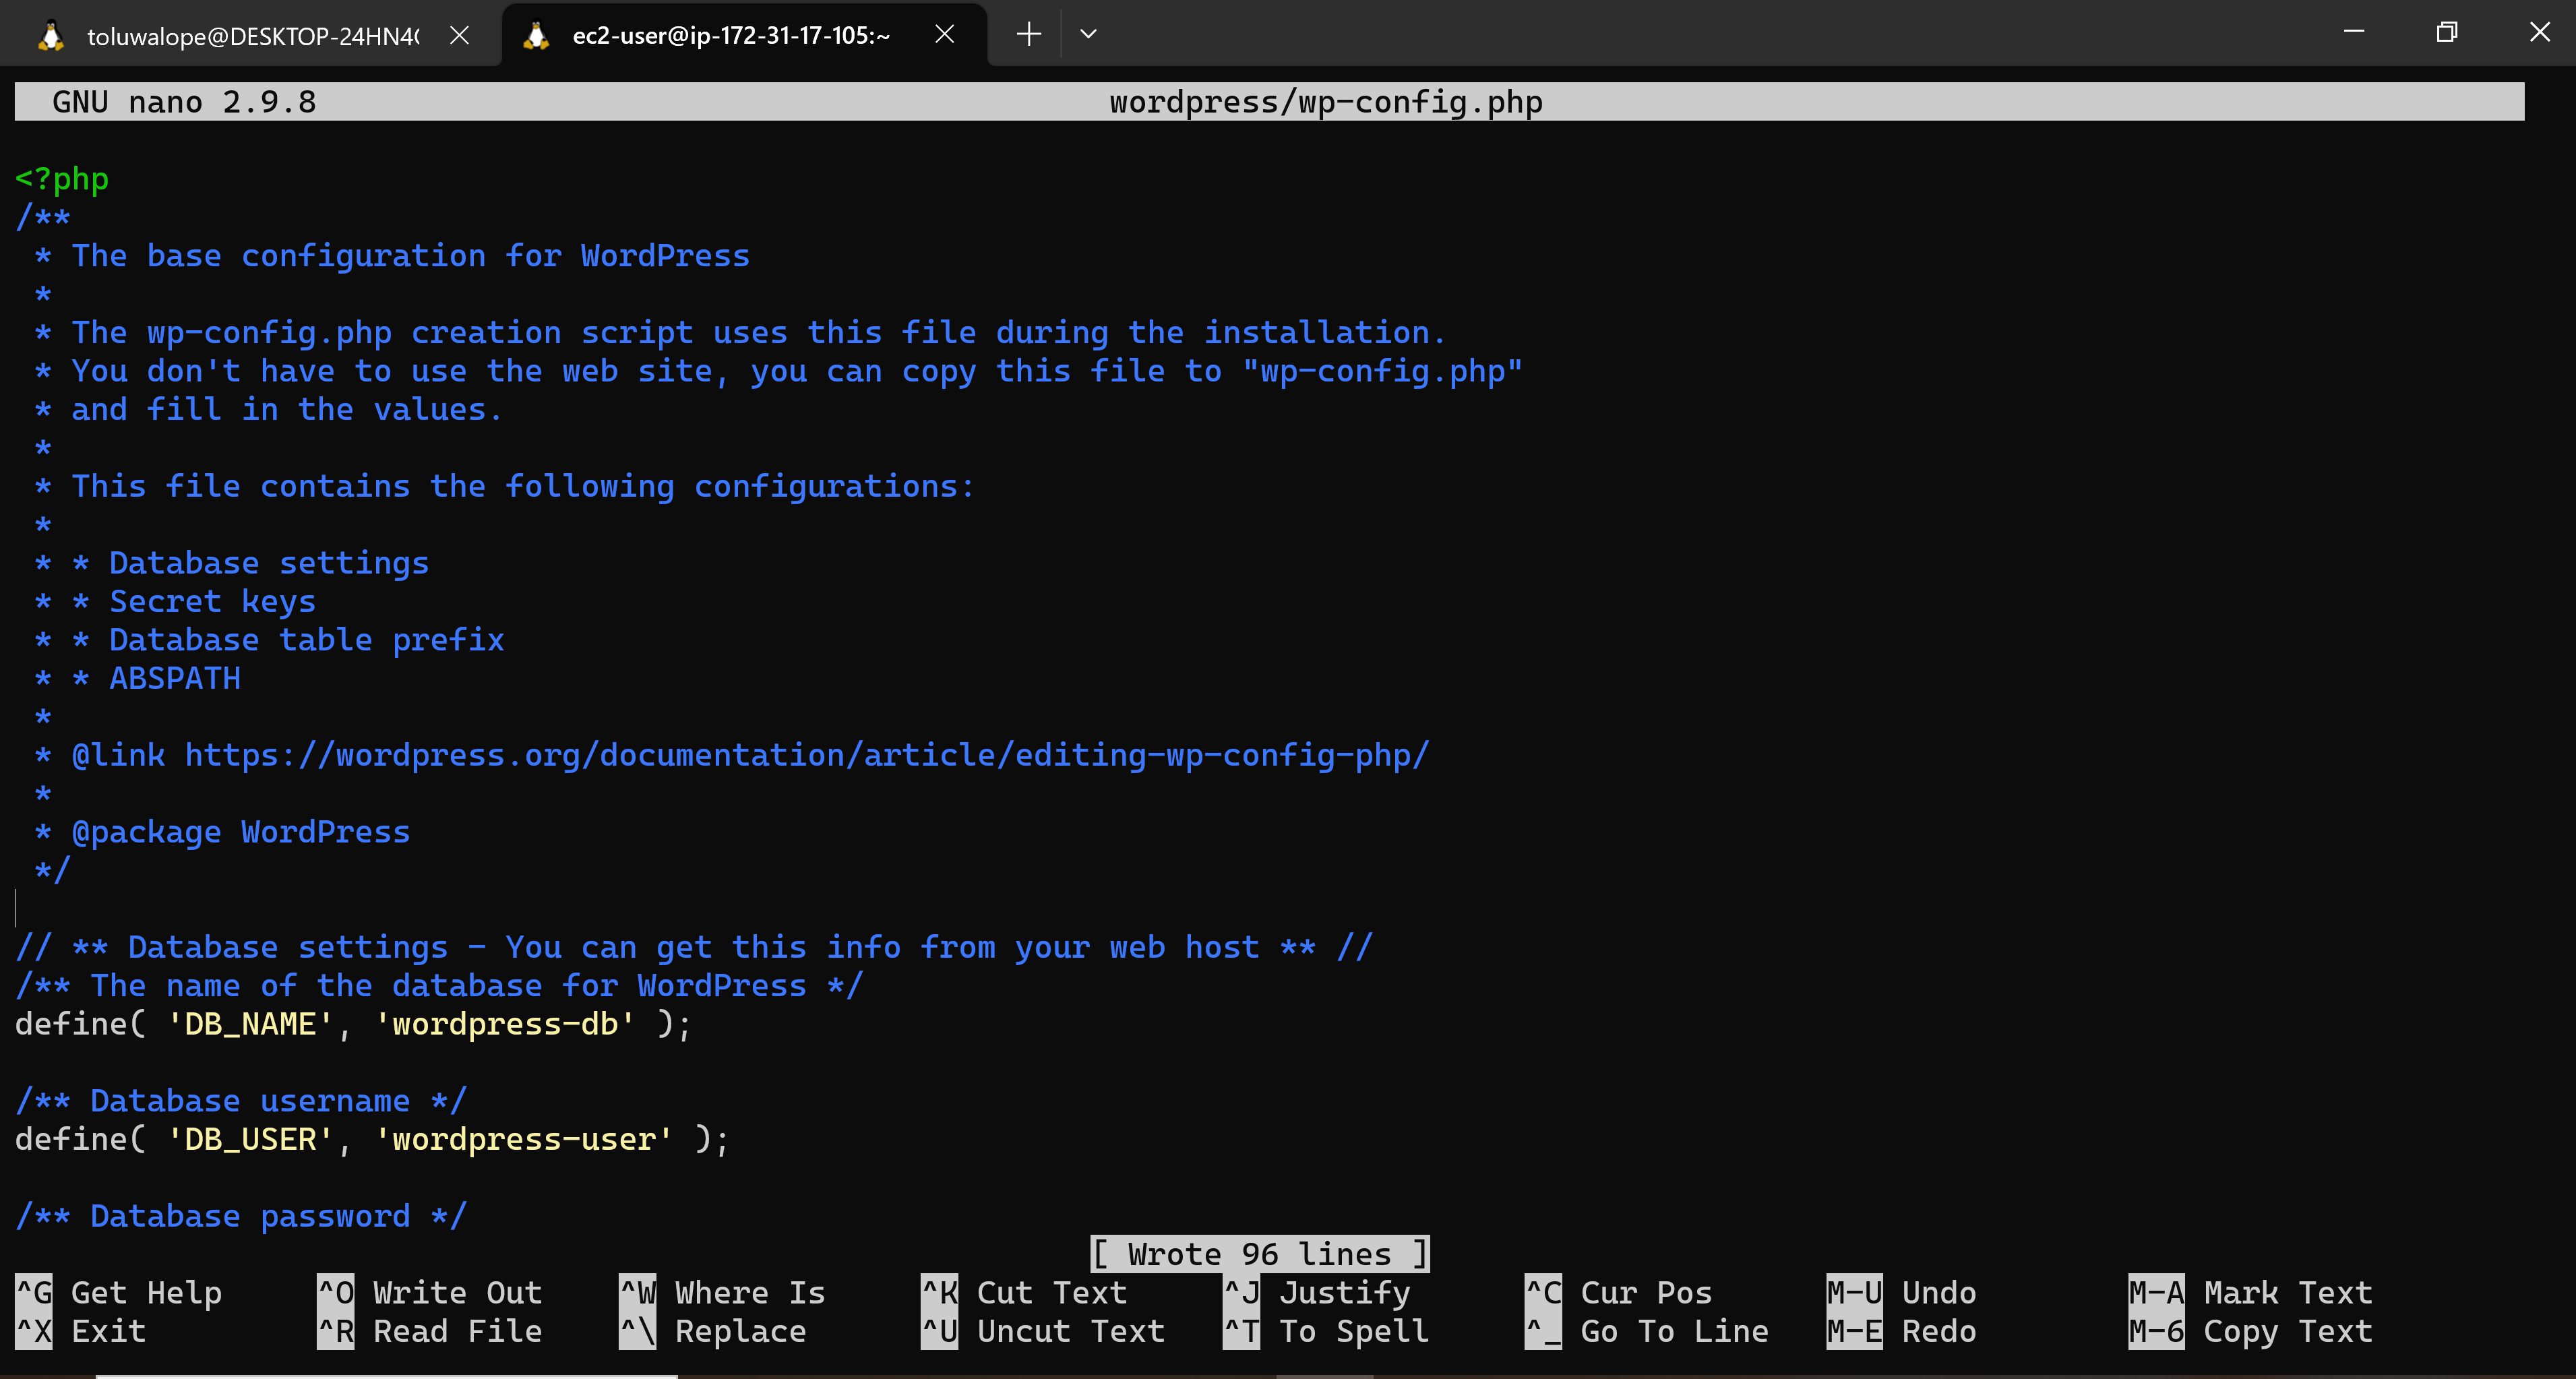 toluwalope@DESKTOP-24HN4
ec2-user@ip-172-31-17-105:~
GNU nano 2.9.8
wordpress/wp-config.php
<?php
/**
 * The base configuration for WordPress
 *
 * The wp-config.php creation script uses this file during the installation.
 * You don't have to use the web site, you can copy this file to "wp-config.php"
 * and fill in the values.
 *
 * This file contains the following configurations:
 *
 * * Database settings
 * * Secret keys
 * * Database table prefix
 * * ABSPATH
 *
 * @link https://wordpress.org/documentation/article/editing-wp-config-php/
 *
 * @package WordPress
 */
// ** Database settings - You can get this info from your web host ** //
/** The name of the database for WordPress */
define( 'DB_NAME', 'wordpress-db' );
/** Database username */
define( 'DB_USER', 'wordpress-user' );
/** Database password */
[ Wrote 96 lines ]
^G Get Help ^O Write Out ^W Where Is ^K Cut Text ^J Justify ^C Cur Pos M-U Undo M-A Mark Text
^X Exit ^R Read File ^\ Replace ^U Uncut Text ^T To Spell ^_ Go To Line M-E Redo M-6 Copy Text